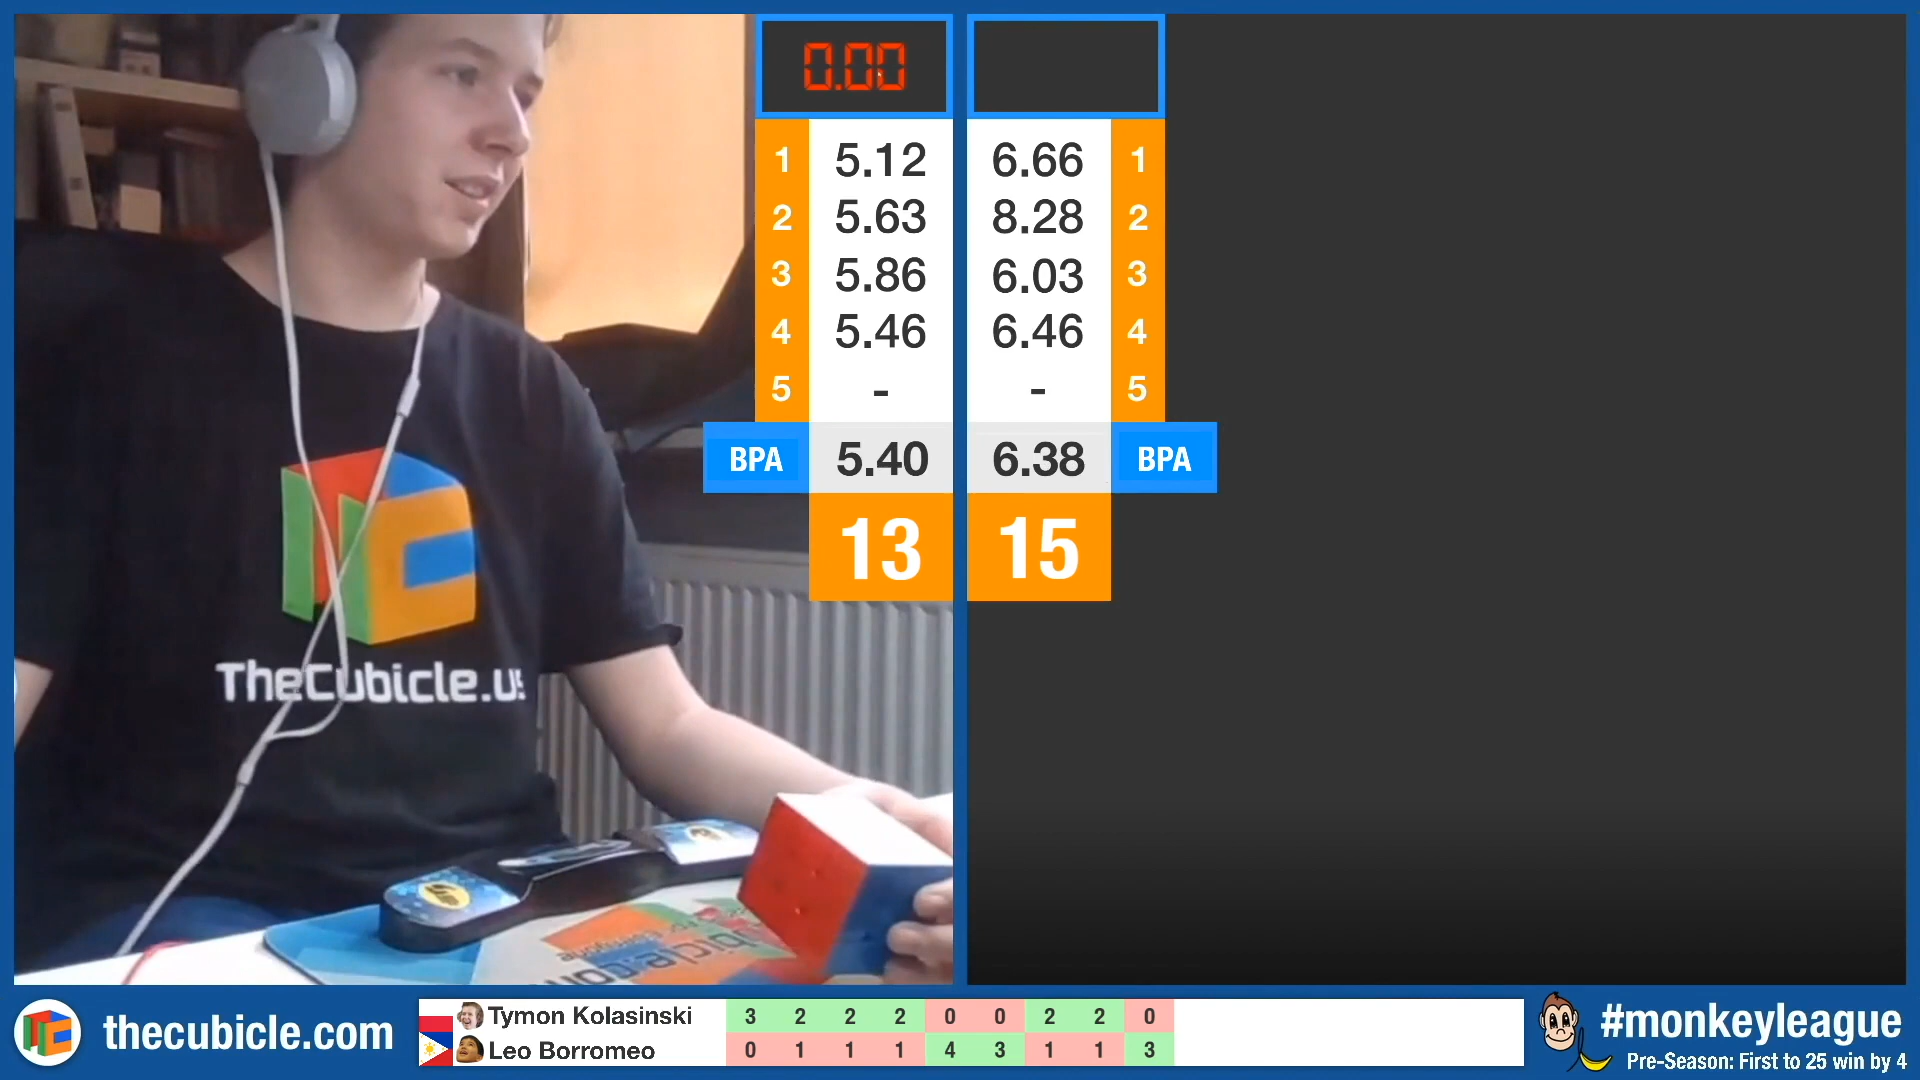 0.00
1 5.12 6.66 1
2 5.63 8.28 2
3 5.86 6.03 3
4 5.46 6.46 4
5 - - 5
BPA 5.40 6.38 BPA
13 15
TheCubicle.us
thecubicle.com
Tymon Kolasinski 3 2 2 2 0 0 2 2 0
Leo Borromeo 0 1 1 1 4 3 1 1 3
#monkeyleague
Pre-Season: First to 25 win by 4